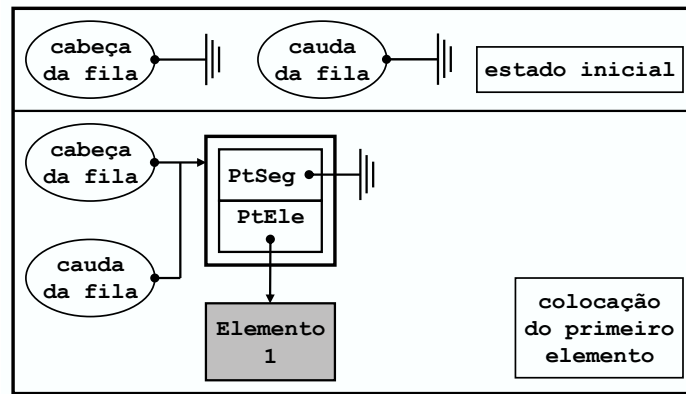 cabeça
da fila
cauda
da fila
estado inicial
cabeça
da fila
PtSeg
PtEle
cauda
da fila
Elemento
1
colocação
do primeiro
elemento